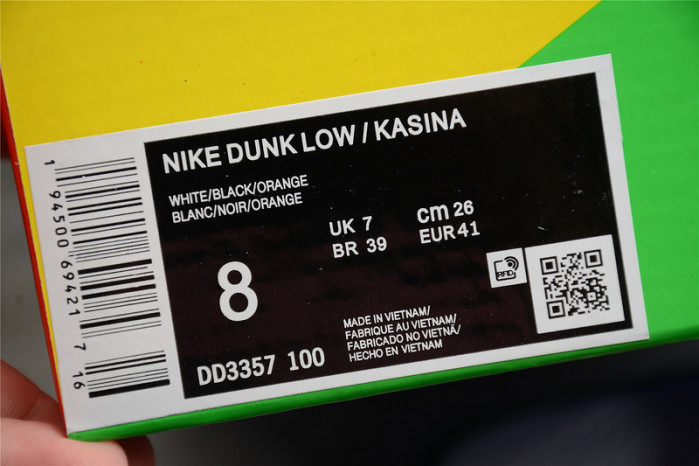 NIKE DUNK LOW / KASINA
WHITE/BLACK/ORANGE
BLANC/NOIR/ORANGE
8
UK 7
BR 39
cm 26
EUR 41
RFID
MADE IN VIETNAM/
FABRIQUE AU VIETNAM/
FABRICADO NO VIETNÃ/
HECHO EN VIETNAM
DD3357 100
1 94500 69421 7 16